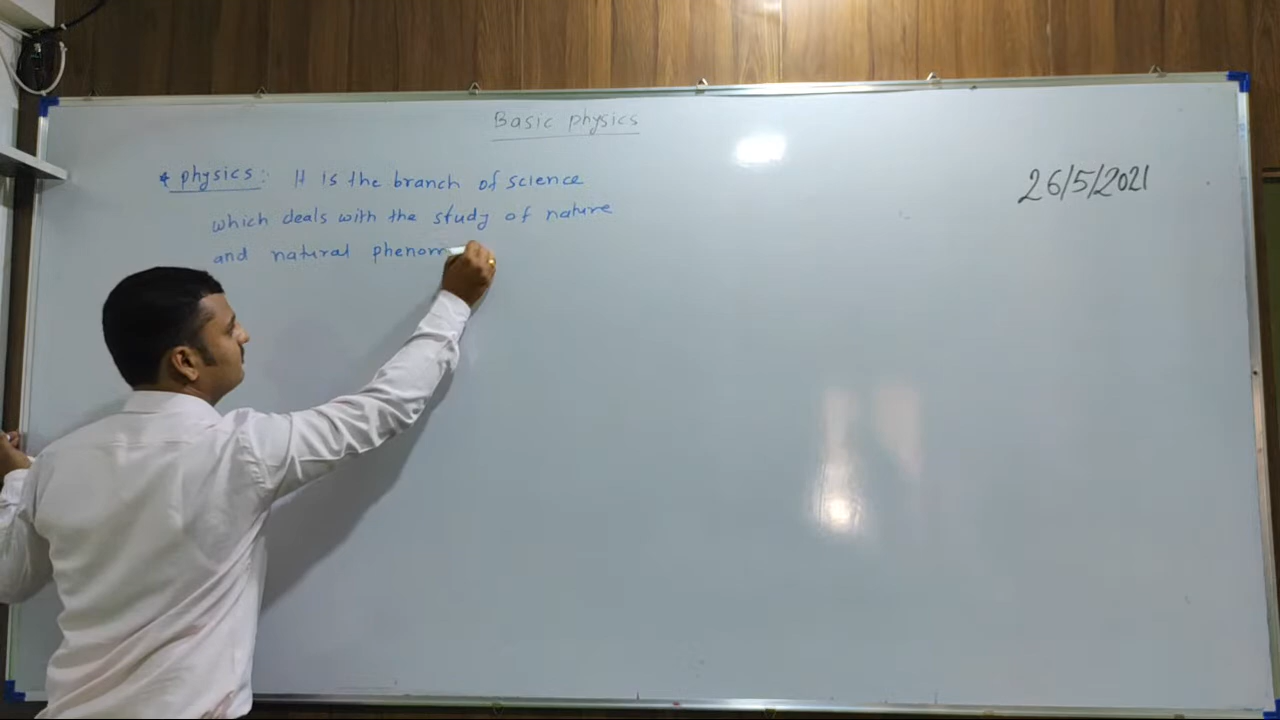 Basic physics
* physics: It is the branch of science
which deals with the study of nature
and natural phenom
26/5/2021